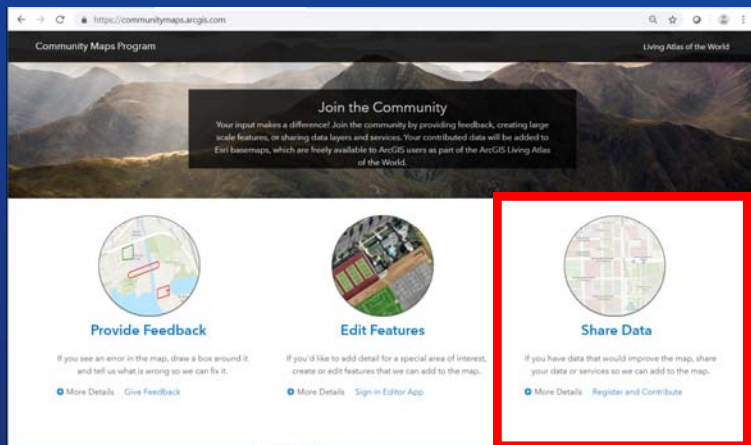 https://communitymaps.arcgis.com
Community Maps Program
Living Atlas of the World
Join the Community
Your input makes a difference! Join the community by providing feedback, creating large
scale features, or sharing data layers and services. Your contributed data will be added to
Esri basemaps, which are freely available to ArcGIS users as part of the ArcGIS Living Atlas
of the World.
Provide Feedback
If you see an error in the map, draw a box around it
and tell us what is wrong so we can fix it.
More Details Give Feedback
Edit Features
If you'd like to add detail for a special area of interest,
create or edit features that we can add to the map.
More Details Sign in Editor App.
Share Data
If you have data that would improve the map, share
your data or services so we can add to the map.
More Details Register and Contribute